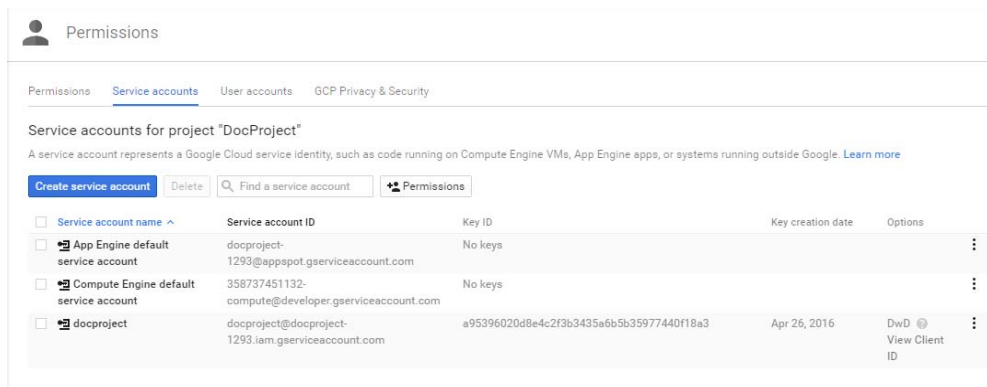 Permissions
Permissions Service accounts User accounts GCP Privacy & Security
Service accounts for project "DocProject"
A service account represents a Google Cloud service identity, such as code running on Compute Engine VMs, App Engine apps, or systems running outside Google. Learn more
Create service account Delete Find a service account Permissions
Service account name Service account ID Key ID Key creation date Options
App Engine default docproject- No keys
service account 1293@appspot.gserviceaccount.com
Compute Engine default 358737451132- No keys
service account compute@developer.gserviceaccount.com
docproject docproject@docproject- a95396020d8e4c2f3b3435a6b5b35977440f18a3 Apr 26, 2016 DwD
1293.iam.gserviceaccount.com View Client
ID